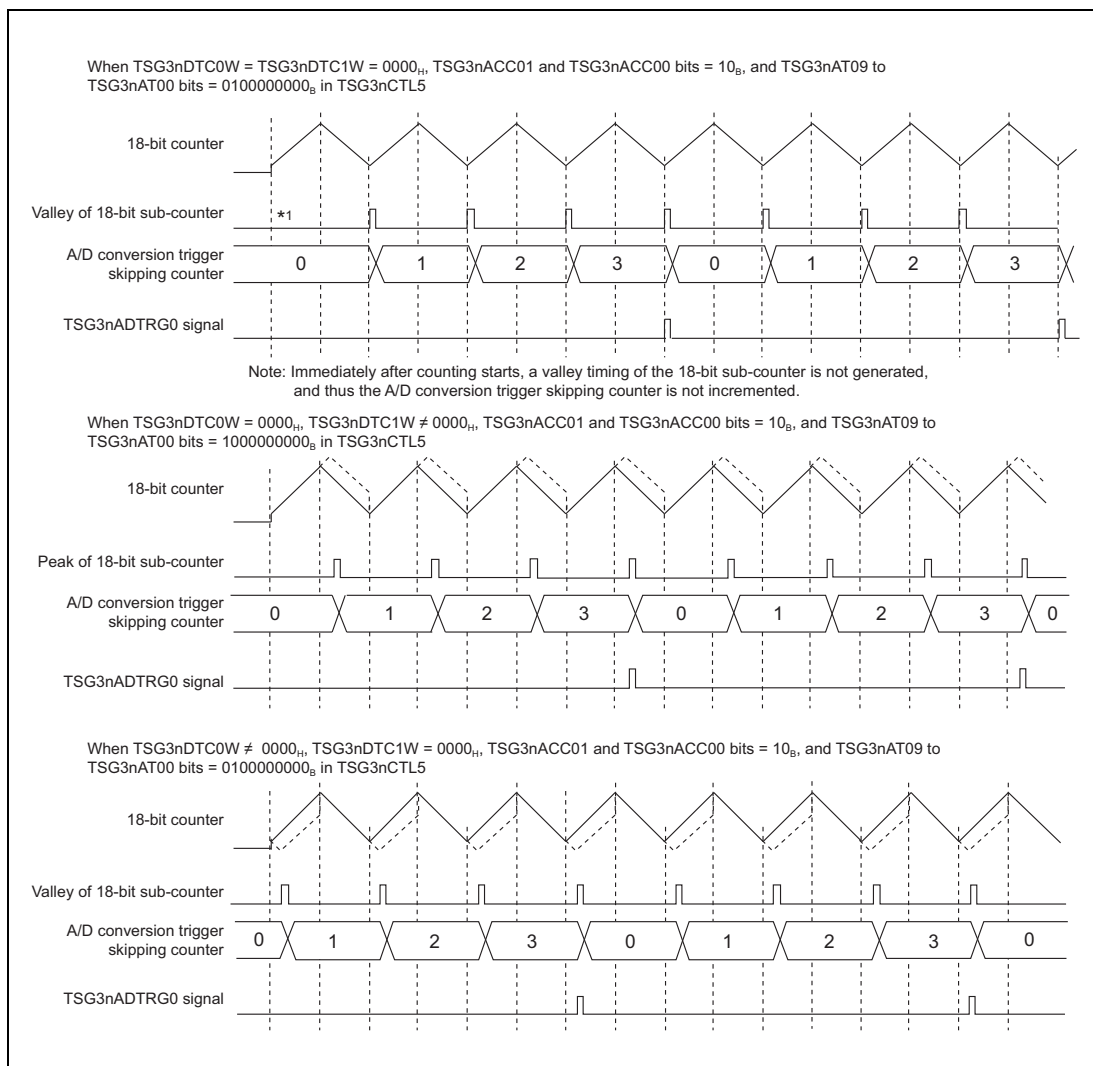 When TSG3nDTC0W = TSG3nDTC1W = 0000H, TSG3nACC01 and TSG3nACC00 bits = 10B, and TSG3nAT09 to
TSG3nAT00 bits = 0100000000B in TSG3nCTL5
18-bit counter
Valley of 18-bit sub-counter
*1
A/D conversion trigger
skipping counter
0 1 2 3 0 1 2 3
TSG3nADTRG0 signal
Note: Immediately after counting starts, a valley timing of the 18-bit sub-counter is not generated,
and thus the A/D conversion trigger skipping counter is not incremented.
When TSG3nDTC0W = 0000H, TSG3nDTC1W ≠ 0000H, TSG3nACC01 and TSG3nACC00 bits = 10B, and TSG3nAT09 to
TSG3nAT00 bits = 1000000000B in TSG3nCTL5
18-bit counter
Peak of 18-bit sub-counter
A/D conversion trigger
skipping counter
0 1 2 3 0 1 2 3 0
TSG3nADTRG0 signal
When TSG3nDTC0W ≠ 0000H, TSG3nDTC1W = 0000H, TSG3nACC01 and TSG3nACC00 bits = 10B, and TSG3nAT09 to
TSG3nAT00 bits = 0100000000B in TSG3nCTL5
18-bit counter
Valley of 18-bit sub-counter
A/D conversion trigger
skipping counter
0 1 2 3 0 1 2 3 0
TSG3nADTRG0 signal